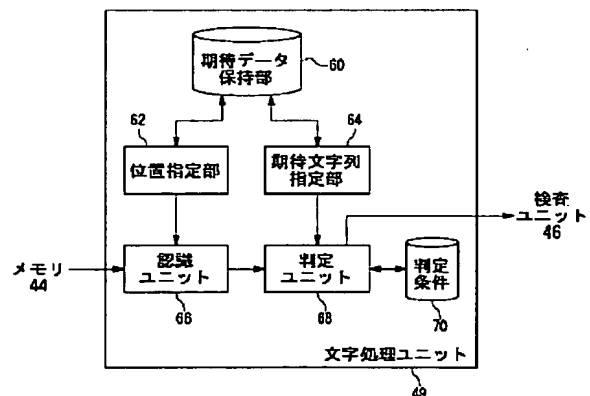 期待データ
保持部
60
62
64
位置指定部
期待文字列
指定部
検査
ユニット
46
メモリ
44
認識
ユニット
判定
ユニット
判定
条件
66
68
70
文字処理ユニット
49